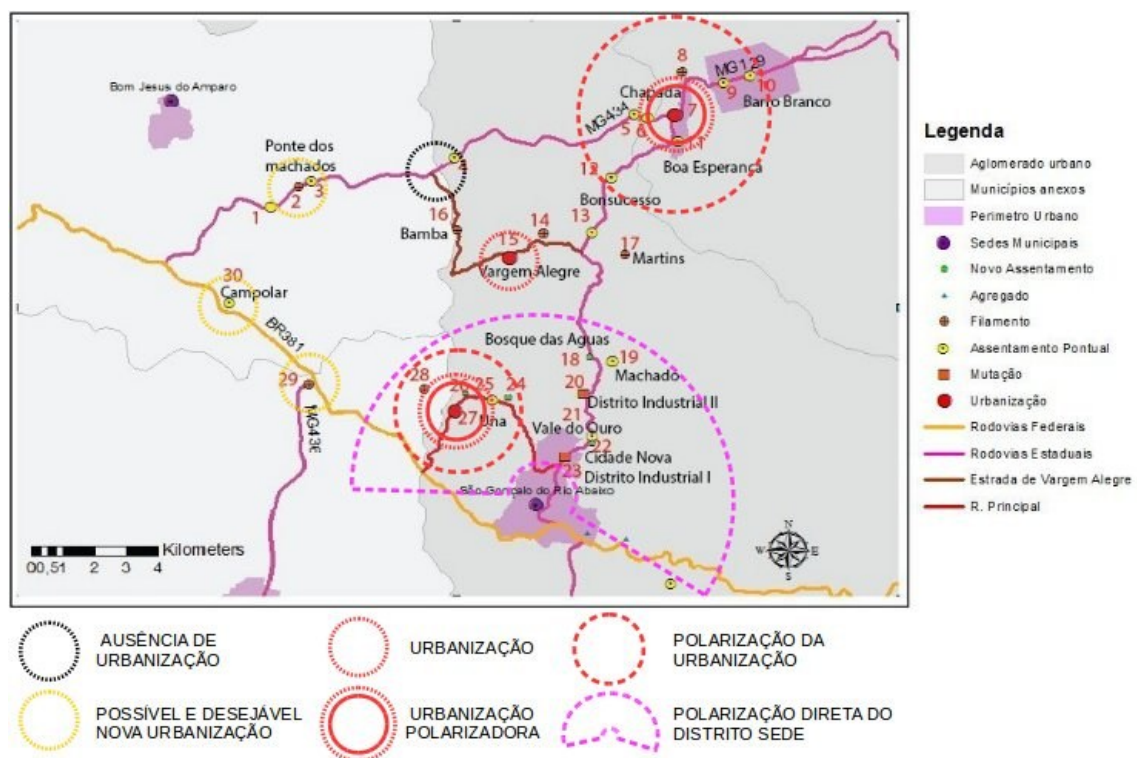 8
MG129
Chapada
MG434
7
9
10
Barro Branco
5
6
Bom Jesus do Amparo
Boa Esperança
Ponte dos
machados
4
12
3
2
Bonsucesso
1
16
13
14
Bamba
15
17
Martins
Vargem Alegre
30
Campolar
BR381
Bosque das Aguas
18
19
Machado
29
28
20
Distrito Industrial II
26
25
24
27
Una
21
MG436
Vale do Ouro
22
Cidade Nova
23
Distrito Industrial I
São Gonçalo do Rio Abaixo
N
W
E
S
Kilometers
00,51 2 3 4
Legenda
Aglomerado urbano
Municípios anexos
Perimetro Urbano
Sedes Municipais
Novo Assentamento
Agregado
Filamento
Assentamento Pontual
Mutação
Urbanização
Rodovias Federais
Rodovias Estaduais
Estrada de Vargem Alegre
R. Principal
AUSÊNCIA DE
URBANIZAÇÃO
URBANIZAÇÃO
POLARIZAÇÃO DA
URBANIZAÇÃO
POSSÍVEL E DESEJÁVEL
NOVA URBANIZAÇÃO
URBANIZAÇÃO
POLARIZADORA
POLARIZAÇÃO DIRETA DO
DISTRITO SEDE